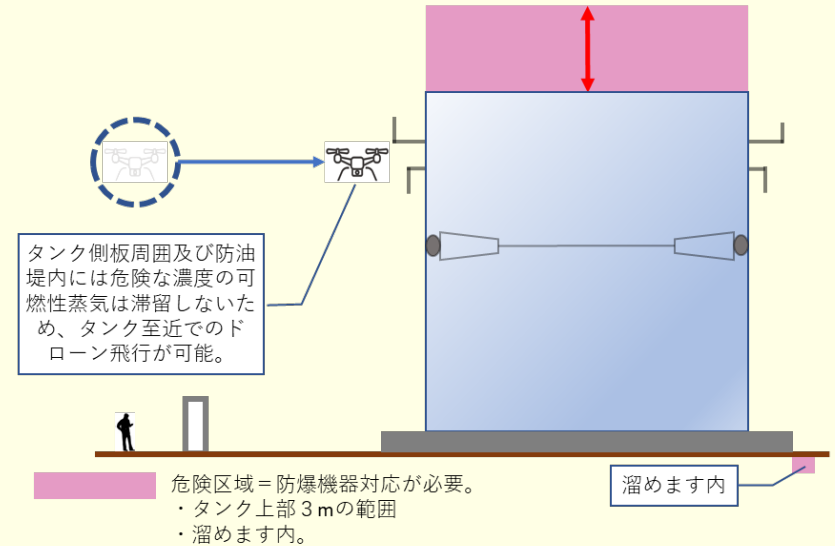 タンク側板周囲及び防油
堤内には危険な濃度の可
燃性蒸気は滞留しないた
め、タンク至近でのド
ローン飛行が可能。
溜めます内
危険区域＝防爆機器対応が必要。
・タンク上部３ｍの範囲
・溜めます内。